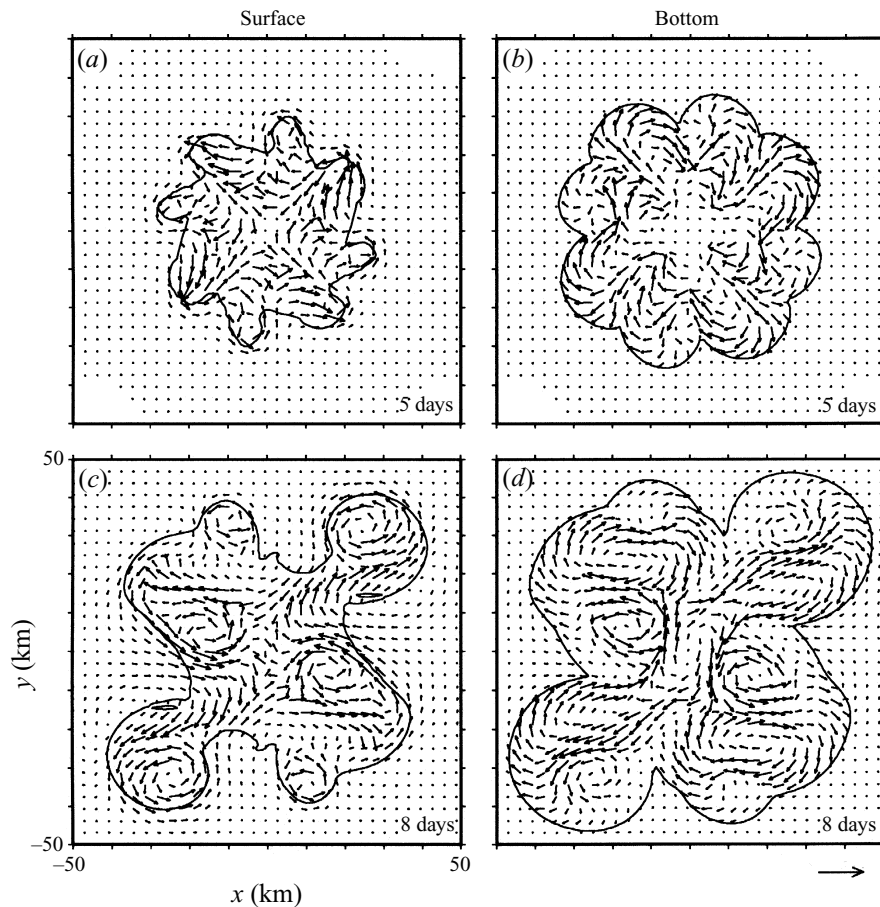 Surface Bottom
(a) (b)
5 days 5 days
50
(c) (d)
y (km)
8 days 8 days
–50
–50 50
x (km)